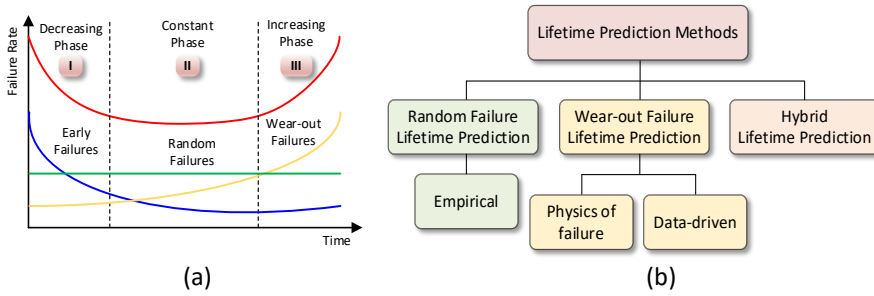 Failure Rate
Decreasing
Phase
I
Constant
Phase
II
Increasing
Phase
III
Early
Failures
Random
Failures
Wear-out
Failures
Time
(a)
Lifetime Prediction Methods
Random Failure
Lifetime Prediction
Wear-out Failure
Lifetime Prediction
Hybrid
Lifetime Prediction
Empirical
Physics of
failure
Data-driven
(b)